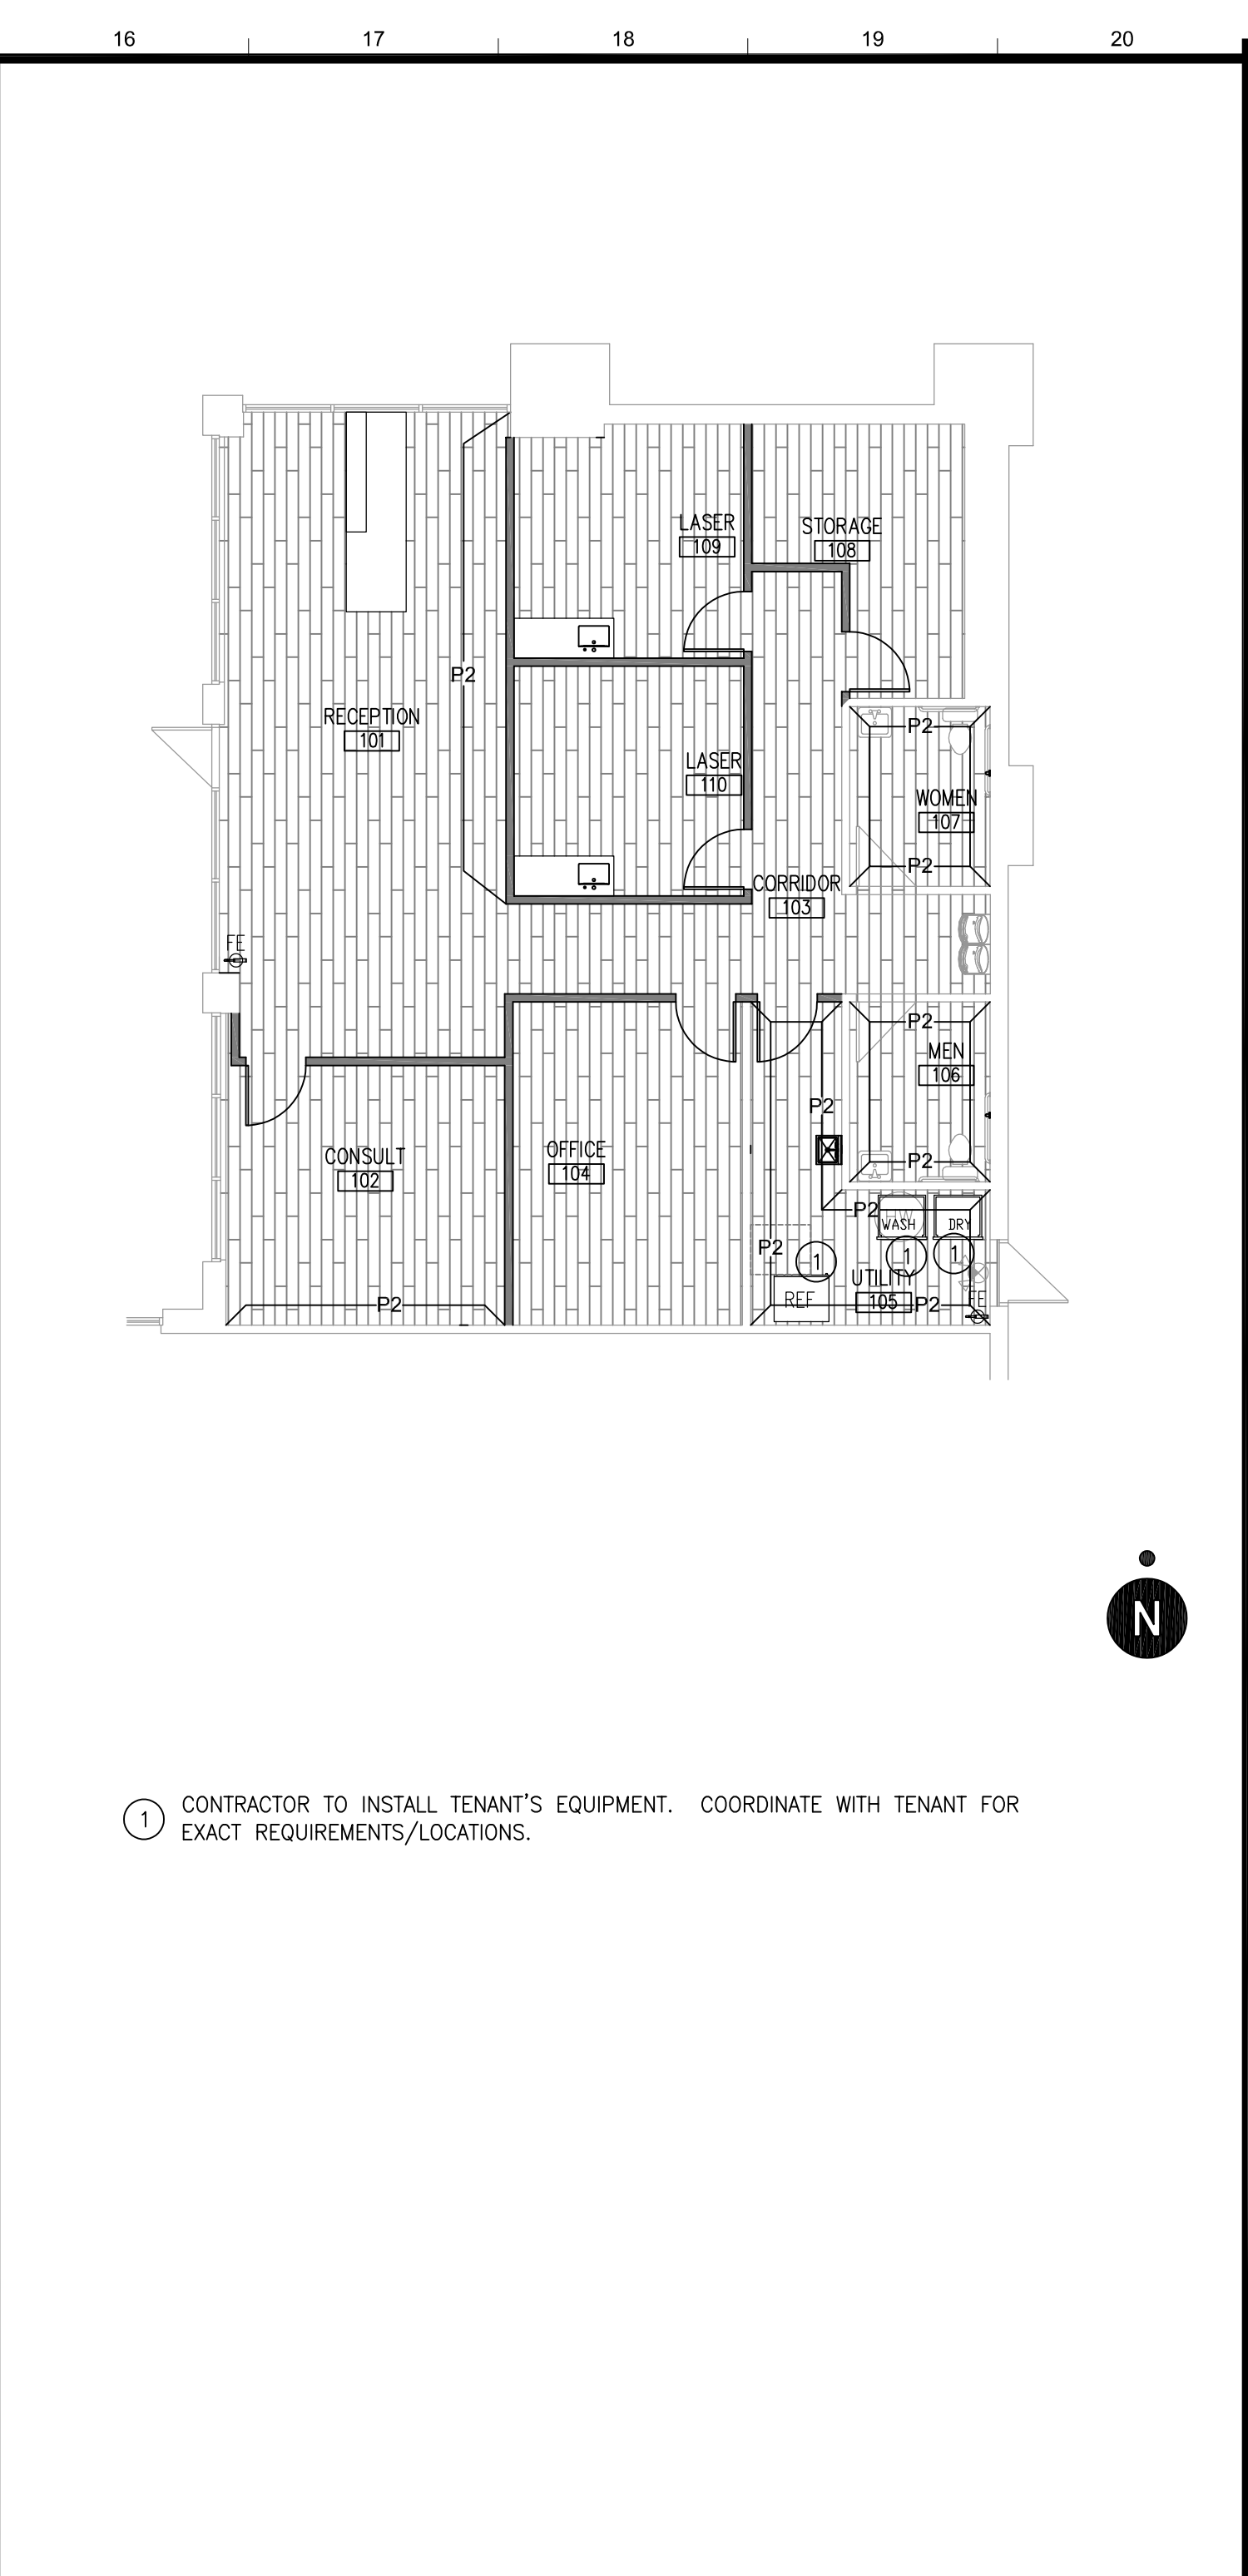 16 17 18 19 20
LASER
109
STORAGE
108
P2
RECEPTION
101
P2
LASER
110
WOMEN
107
P2
CORRIDOR
103
FE
P2
MEN
106
P2
CONSULT
102
OFFICE
104
P2
P2
HW
WASH
DRY
P2
1
1
1
UTILITY
105
P2
REF
FE
P2
N
1 CONTRACTOR TO INSTALL TENANT'S EQUIPMENT. COORDINATE WITH TENANT FOR
EXACT REQUIREMENTS/LOCATIONS.